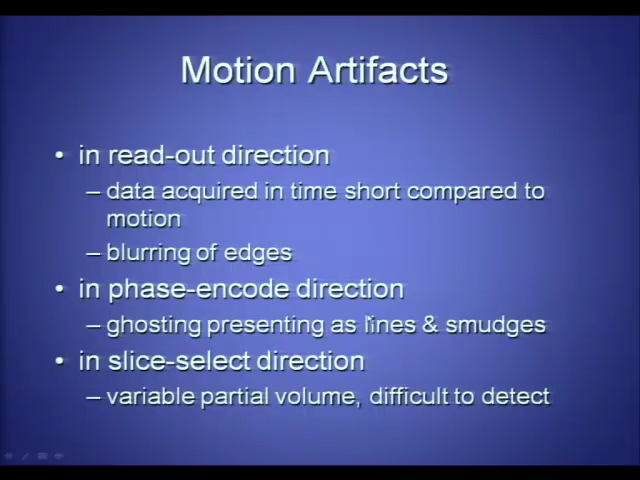 Motion Artifacts
• in read-out direction
– data acquired in time short compared to
motion
– blurring of edges
• in phase-encode direction
– ghosting presenting as lines & smudges
• in slice-select direction
– variable partial volume, difficult to detect